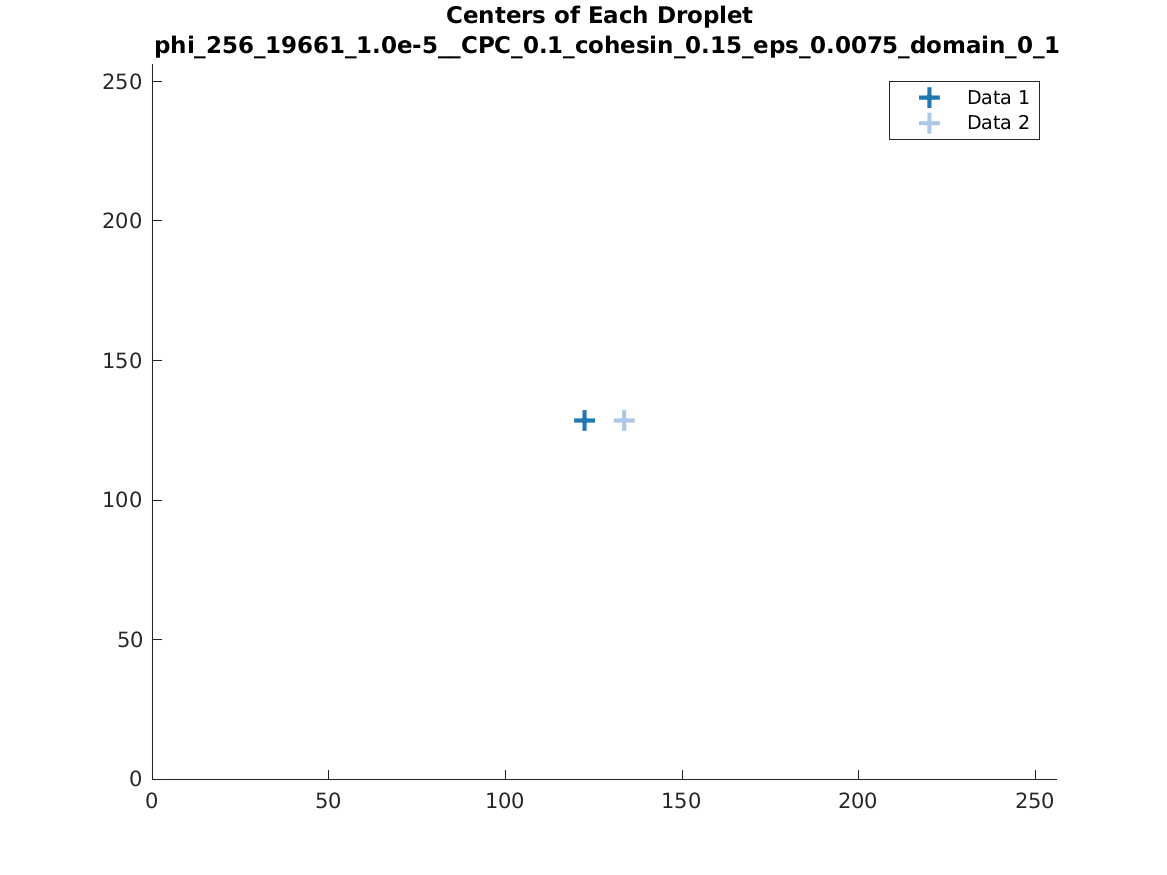 Centers of Each Droplet
phi_256_19661_1.0e-5__CPC_0.1_cohesin_0.15_eps_0.0075_domain_0_1
250
200
150
100
50
0
0 50 100 150 200 250
Data 1
Data 2